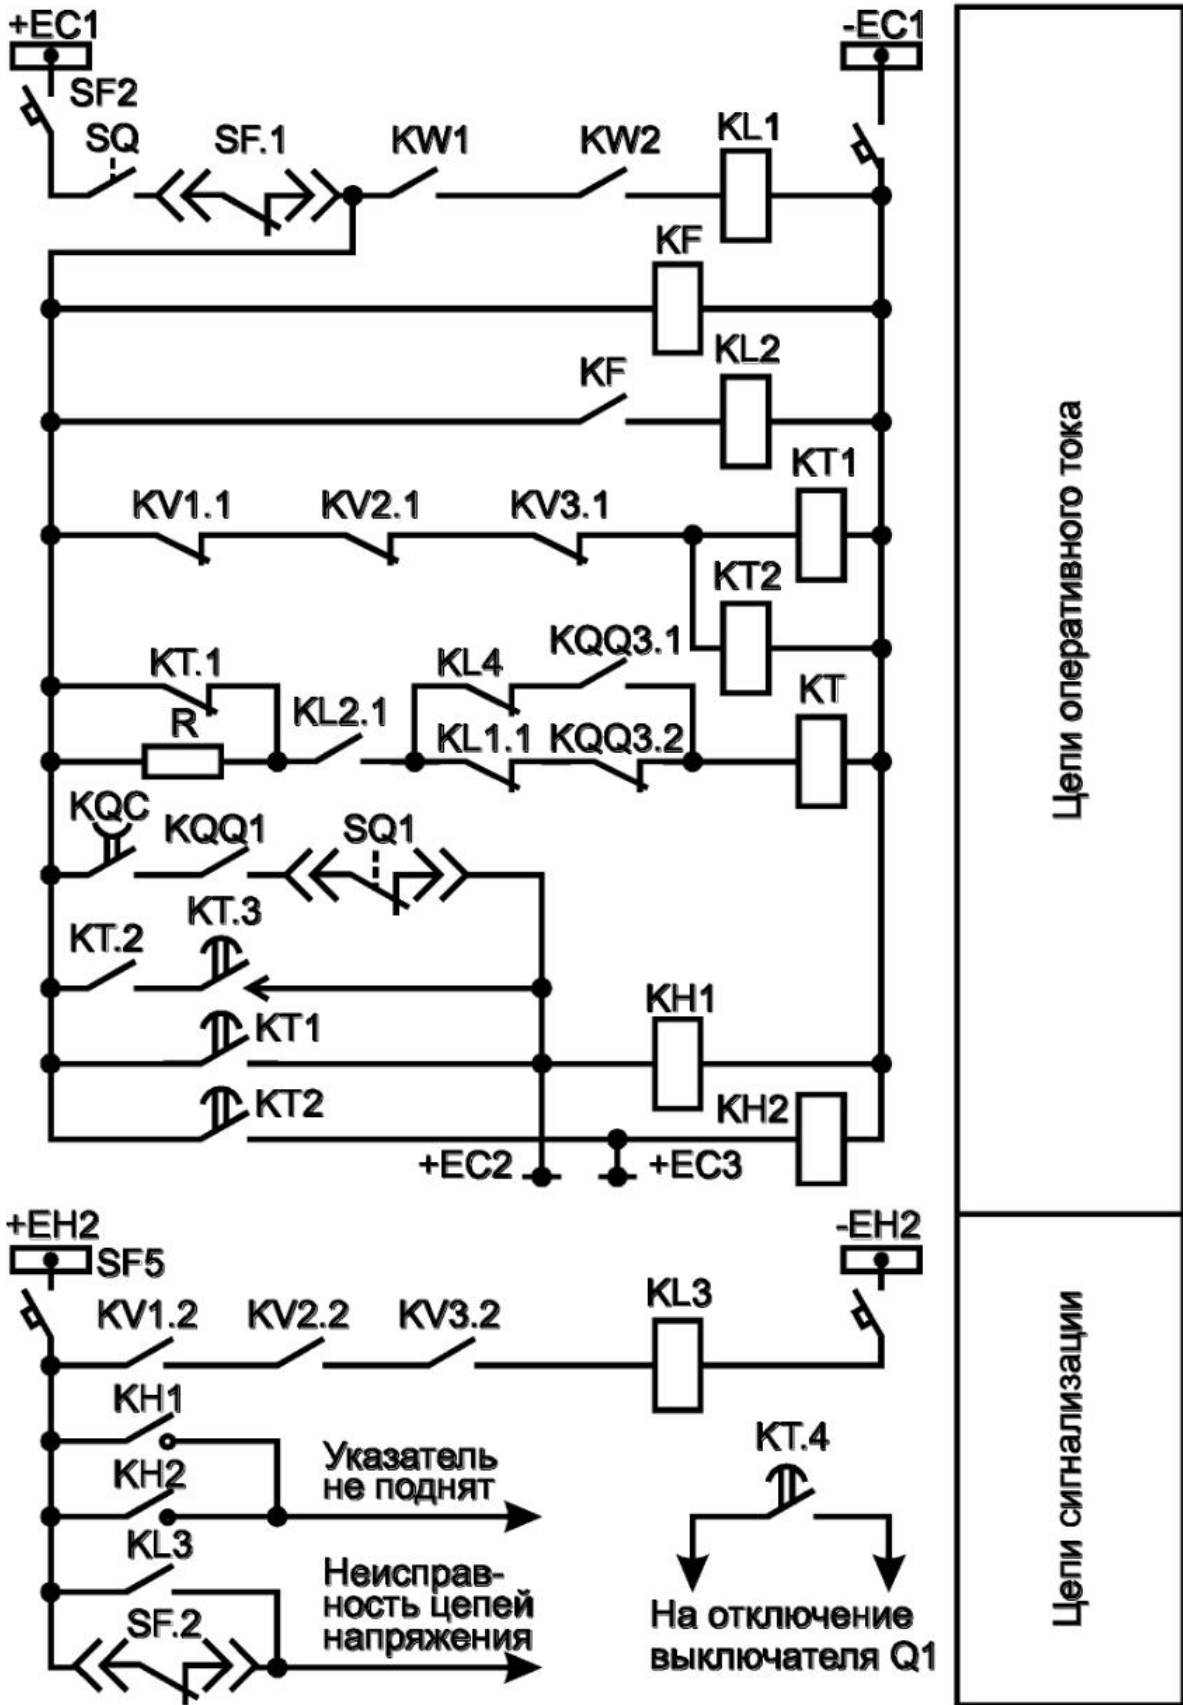 +EC1
-EC1
SF2
SQ
SF.1
KW1
KW2
KL1
KF
KF
KL2
KV1.1
KV2.1
KV3.1
KT1
KT2
KT.1
KL4
KQQ3.1
KT
R
KL2.1
KL1.1
KQQ3.2
KQC
KQQ1
SQ1
KT.2
KT.3
KH1
KT1
KT2
KH2
+EC2
+EC3
Цепи оперативного тока
+EH2
-EH2
SF5
KV1.2
KV2.2
KV3.2
KL3
KH1
KH2
Указатель
не поднят
KT.4
KL3
SF.2
Неисправ-
ность цепей
напряжения
На отключение
выключателя Q1
Цепи сигнализации